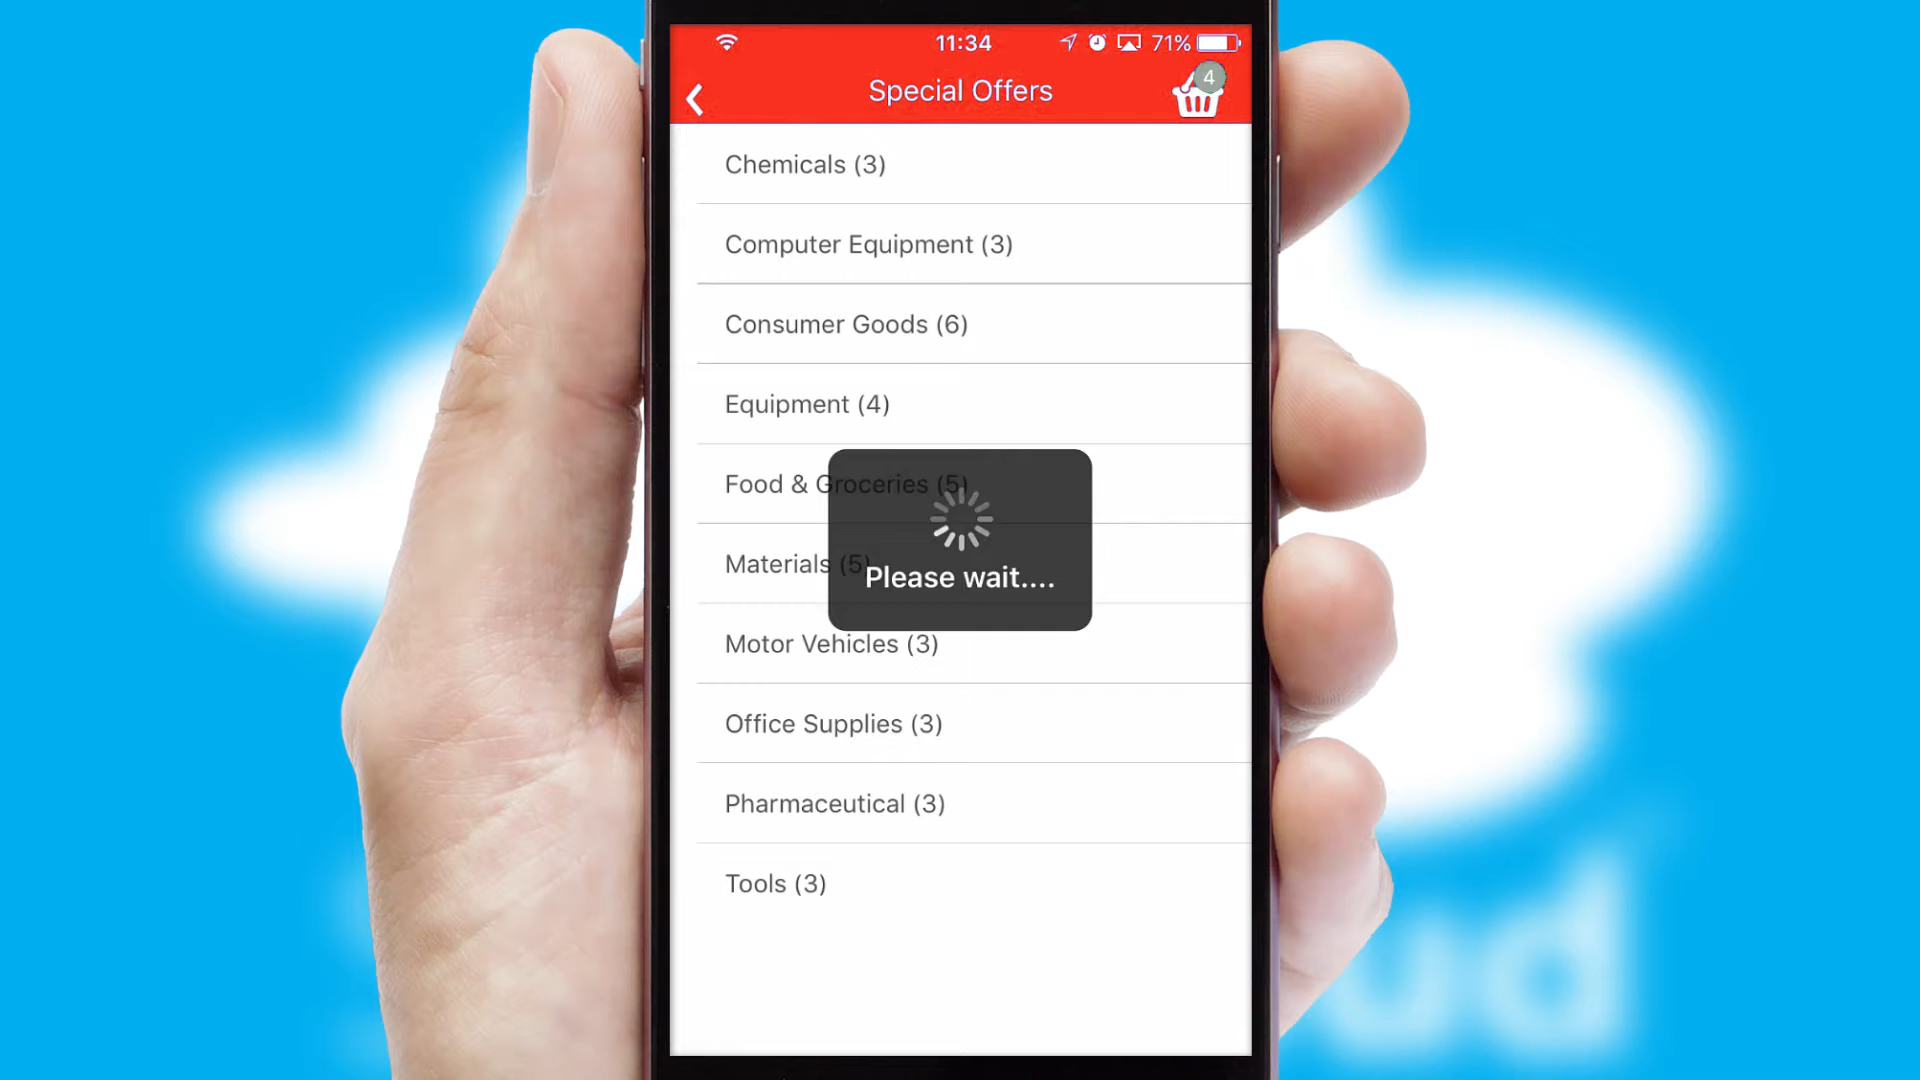 11:34
71%
Special Offers
4
Chemicals (3)
Computer Equipment (3)
Consumer Goods (6)
Equipment (4)
Food & Groceries (5)
Please wait....
Materials (5)
Motor Vehicles (3)
Office Supplies (3)
Pharmaceutical (3)
Tools (3)
ud